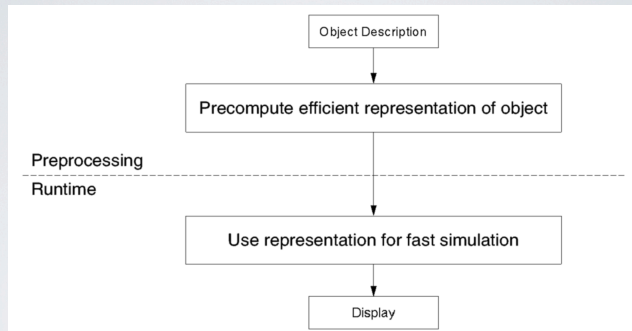 Object Description
Precompute efficient representation of object
Preprocessing
Runtime
Use representation for fast simulation
Display